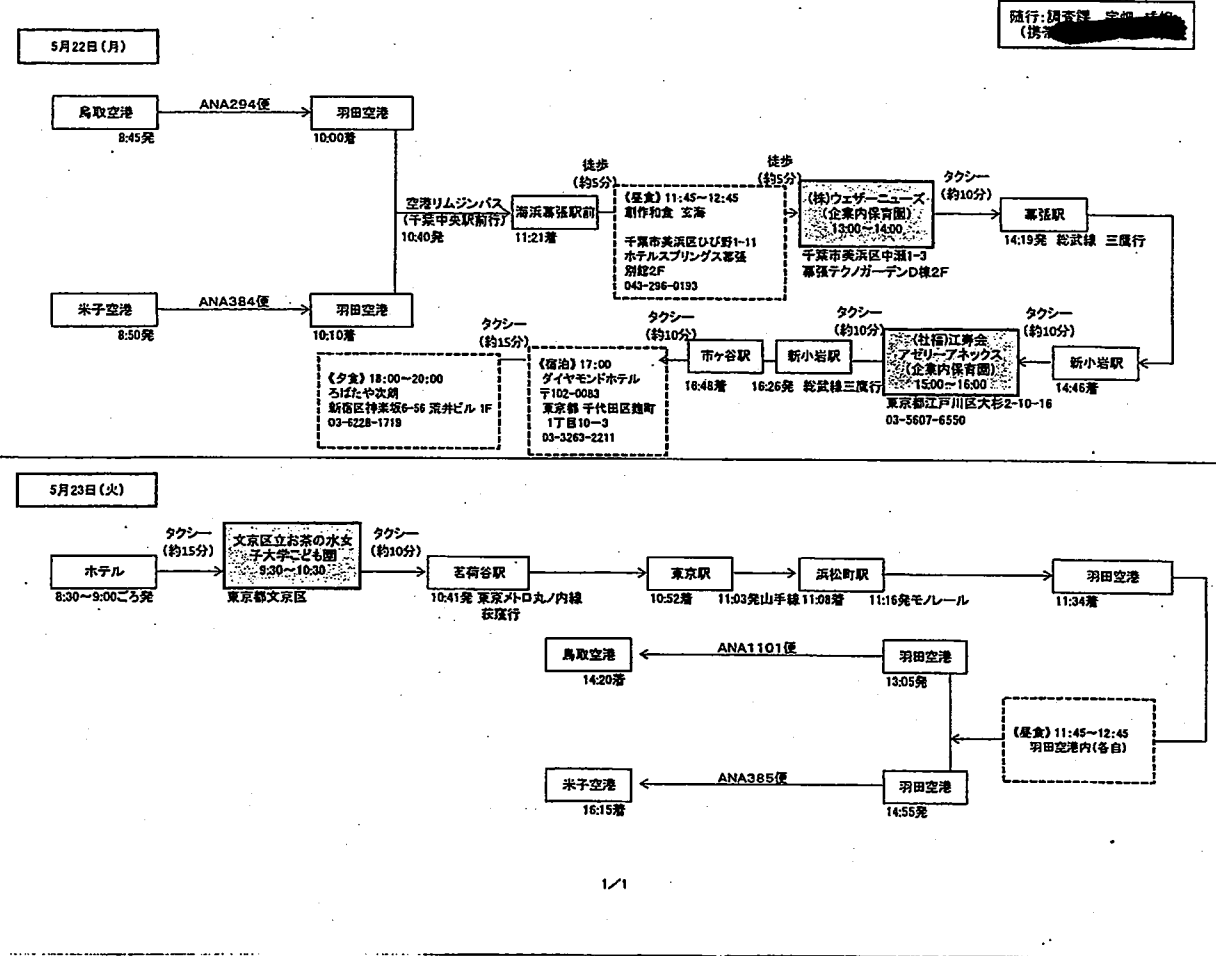 随行:調査課
(携帯
5月22日(月)
鳥取空港
8:45発
ANA294便
羽田空港
10:00着
米子空港
8:50発
ANA384便
羽田空港
10:10着
空港リムジンバス
(千葉中央駅前行)
10:40発
海浜幕張駅前
11:21着
徒歩
(約5分)
《昼食》11:45～12:45
創作和食 玄海
千葉市美浜区ひび野1-11
ホテルスプリングス幕張
別館2F
043-296-0193
徒歩
(約5分)
(株)ウェザーニューズ
(企業内保育園)
13:00～14:00
千葉市美浜区中瀬1-3
幕張テクノガーデンD棟2F
タクシー
(約10分)
幕張駅
14:19発 総武線 三鷹行
新小岩駅
14:46着
タクシー
(約10分)
(社福)江寿会
アゼリーアネックス
(企業内保育園)
15:00～16:00
東京都江戸川区大杉2-10-16
03-5607-6550
タクシー
(約10分)
新小岩駅
16:26発 総武線三鷹行
市ヶ谷駅
16:48着
タクシー
(約10分)
《宿泊》17:00
ダイヤモンドホテル
〒102-0083
東京都 千代田区麹町
1丁目10－3
03-3263-2211
タクシー
(約15分)
《夕食》18:00～20:00
ろばたや次朗
新宿区神楽坂6-56 荒井ビル 1F
03-6228-1719
5月23日(火)
ホテル
8:30～9:00ごろ発
タクシー
(約15分)
文京区立お茶の水女
子大学こども園
9:30～10:30
東京都文京区
タクシー
(約10分)
茗荷谷駅
10:41発 東京メトロ丸ノ内線
荻窪行
東京駅
10:52着
11:03発山手線
浜松町駅
11:08着
11:16発モノレール
羽田空港
11:34着
《昼食》11:45～12:45
羽田空港内(各自)
羽田空港
13:05発
ANA1101便
鳥取空港
14:20着
羽田空港
14:55発
ANA385便
米子空港
16:15着
1／1